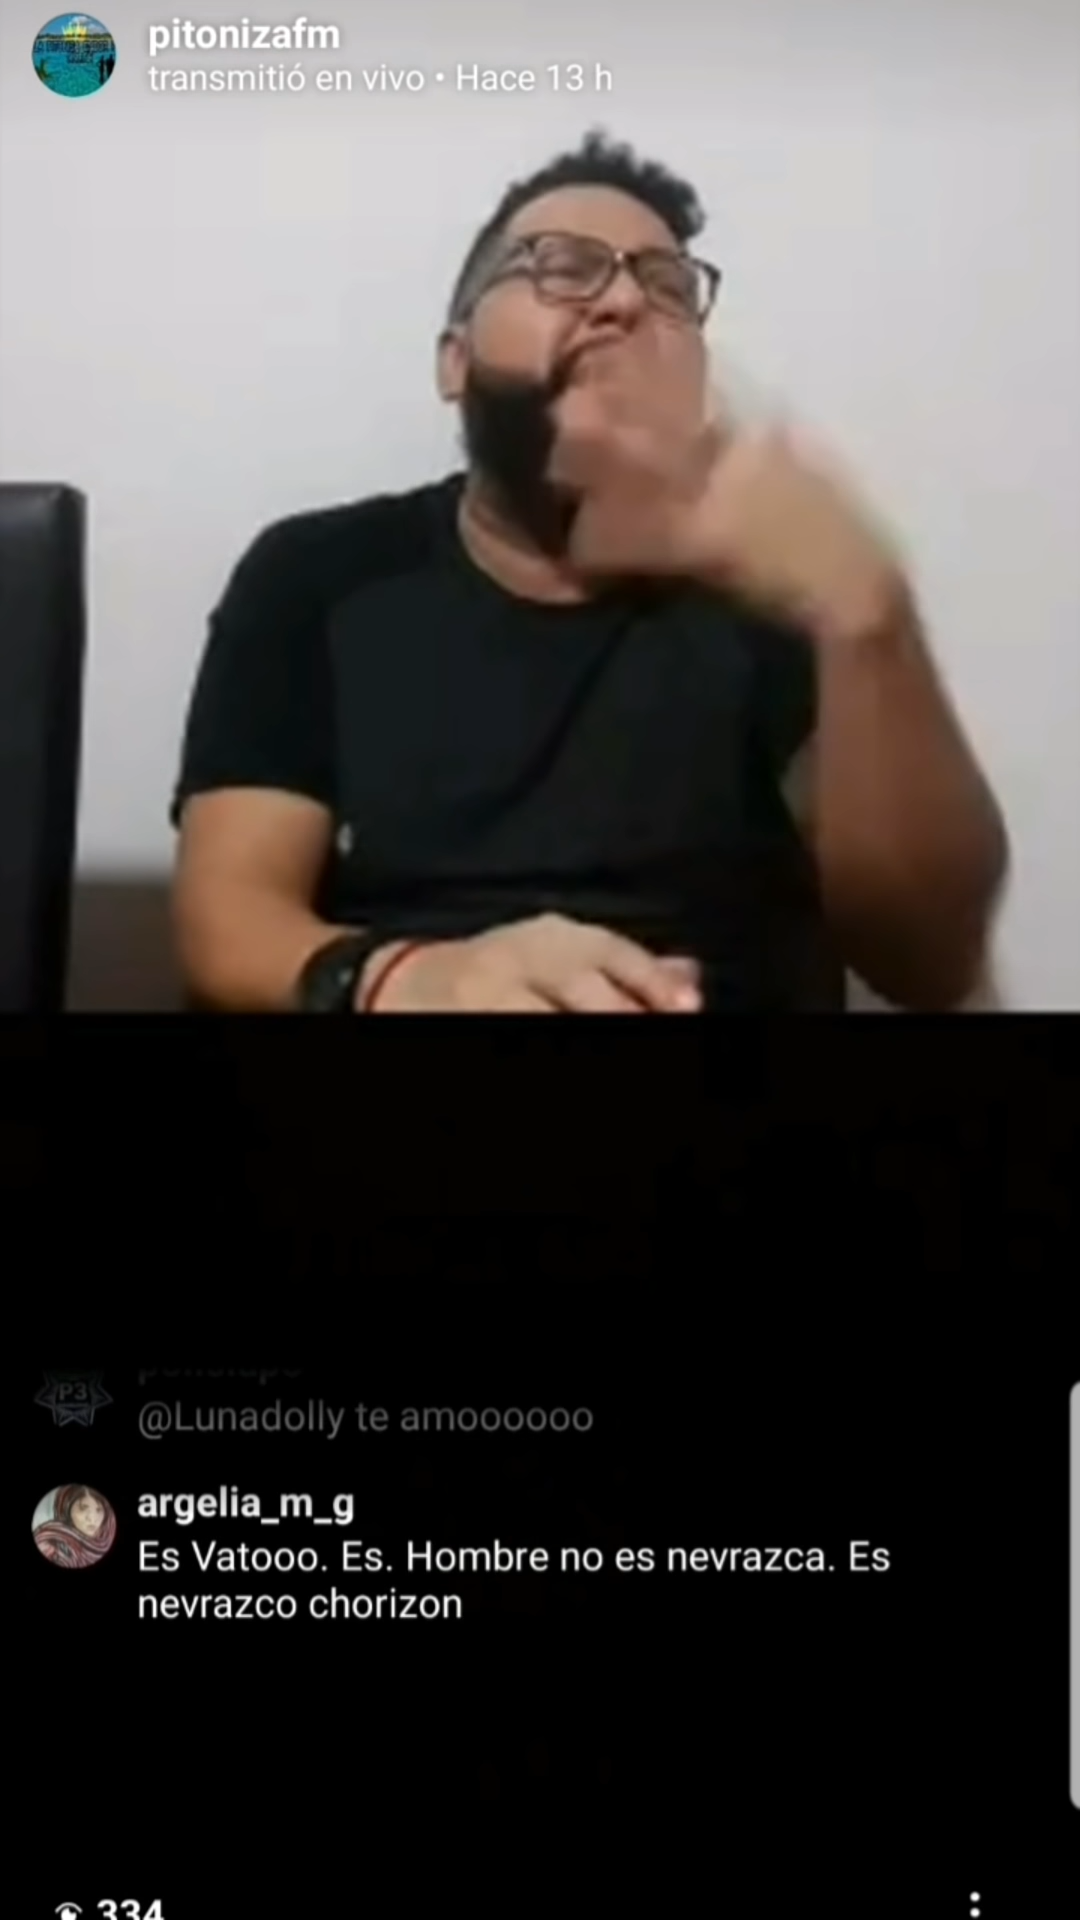 pitonizafm
transmitió en vivo • Hace 13 h
P3
@Lunadolly te amoooooo
argelia_m_g
Es Vatooo. Es. Hombre no es nevrazca. Es
nevrazco chorizon
334